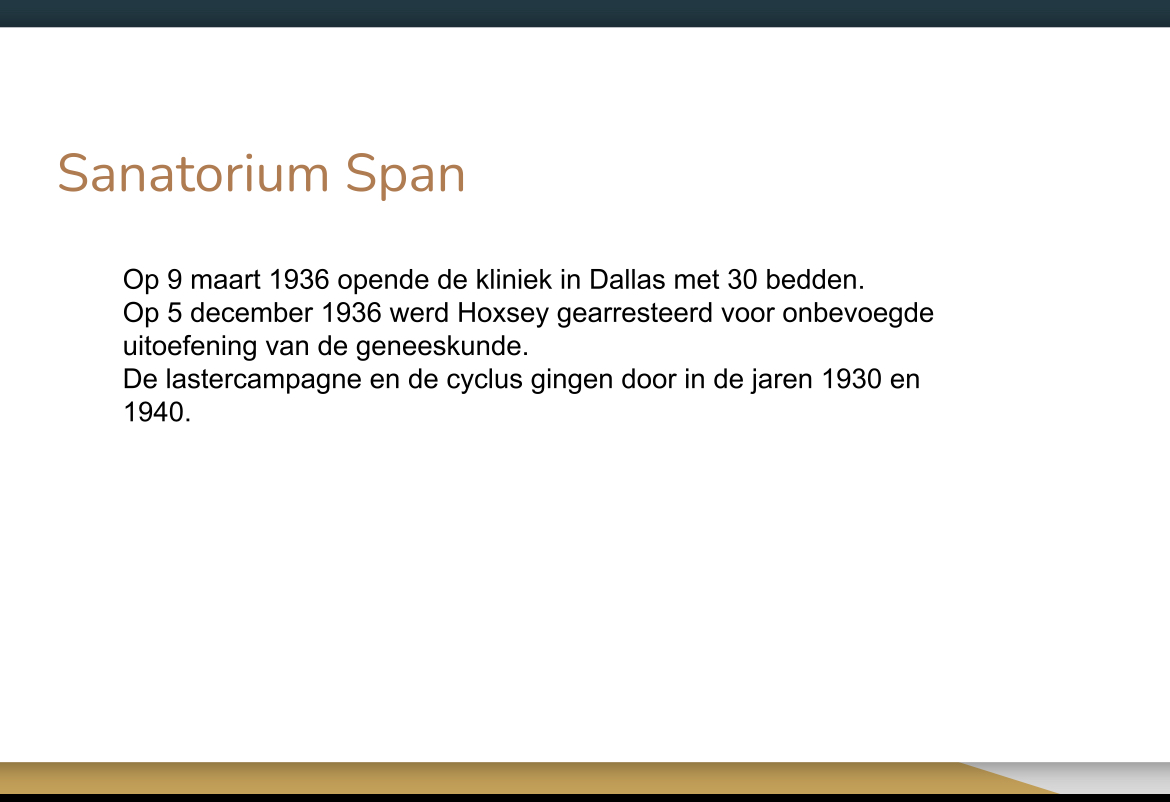 Sanatorium Span
Op 9 maart 1936 opende de kliniek in Dallas met 30 bedden.
Op 5 december 1936 werd Hoxsey gearresteerd voor onbevoegde
uitoefening van de geneeskunde.
De lastercampagne en de cyclus gingen door in de jaren 1930 en
1940.